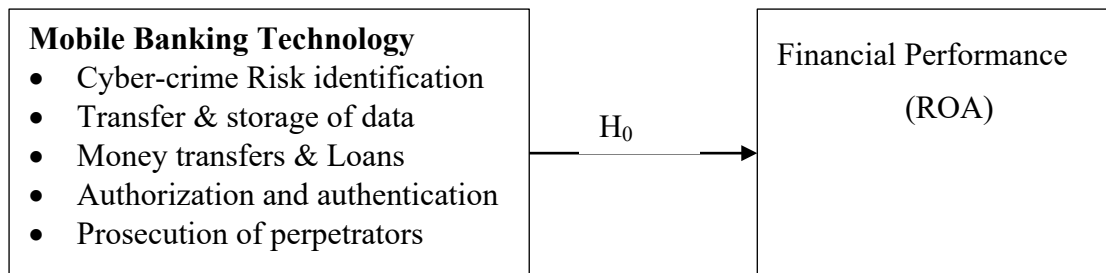 Mobile Banking Technology
• Cyber-crime Risk identification
• Transfer & storage of data
• Money transfers & Loans
• Authorization and authentication
• Prosecution of perpetrators
H₀
Financial Performance
(ROA)